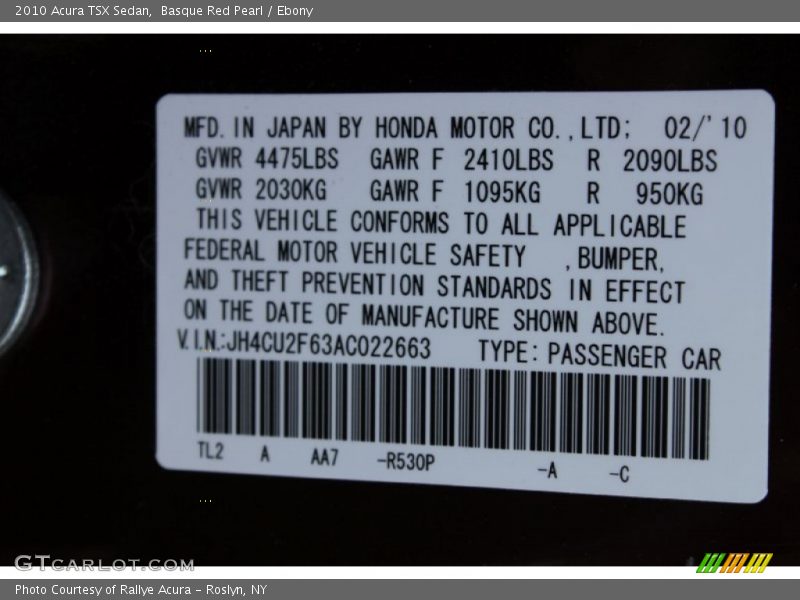 2010 Acura TSX Sedan,  Basque Red Pearl / Ebony
MFD. IN JAPAN BY HONDA MOTOR CO., LTD; 02/'10
GVWR 4475LBS GAWR F 2410LBS R 2090LBS
GVWR 2030KG GAWR F 1095KG R 950KG
THIS VEHICLE CONFORMS TO ALL APPLICABLE
FEDERAL MOTOR VEHICLE SAFETY ,BUMPER,
AND THEFT PREVENTION STANDARDS IN EFFECT
ON THE DATE OF MANUFACTURE SHOWN ABOVE.
V.I.N.:JH4CU2F63AC022663 TYPE: PASSENGER CAR
TL2 A AA7 -R530P -A -C
GTCARLOT.COM
Photo Courtesy of Rallye Acura – Roslyn, NY